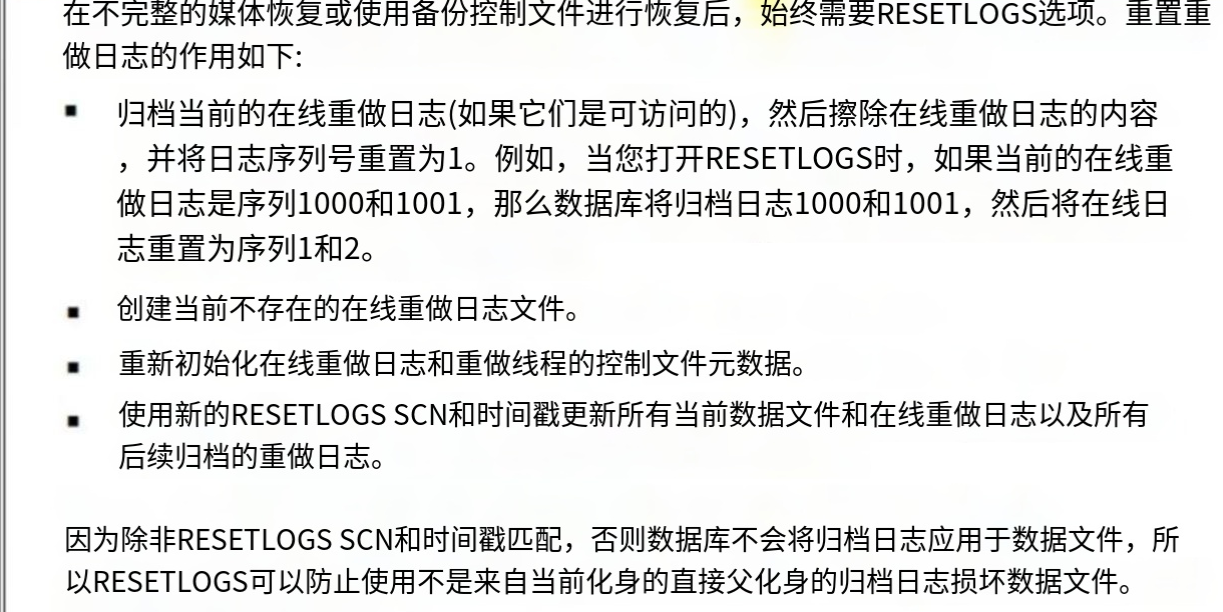 在不完整的媒体恢复或使用备份控制文件进行恢复后，始终需要RESETLOGS选项。重置重
做日志的作用如下:
▪ 归档当前的在线重做日志(如果它们是可访问的)，然后擦除在线重做日志的内容
，并将日志序列号重置为1。例如，当您打开RESETLOGS时，如果当前的在线重
做日志是序列1000和1001，那么数据库将归档日志1000和1001，然后将在线日
志重置为序列1和2。
▪ 创建当前不存在的在线重做日志文件。
▪ 重新初始化在线重做日志和重做线程的控制文件元数据。
▪ 使用新的RESETLOGS SCN和时间戳更新所有当前数据文件和在线重做日志以及所有
后续归档的重做日志。
因为除非RESETLOGS SCN和时间戳匹配，否则数据库不会将归档日志应用于数据文件，所
以RESETLOGS可以防止使用不是来自当前化身的直接父化身的归档日志损坏数据文件。